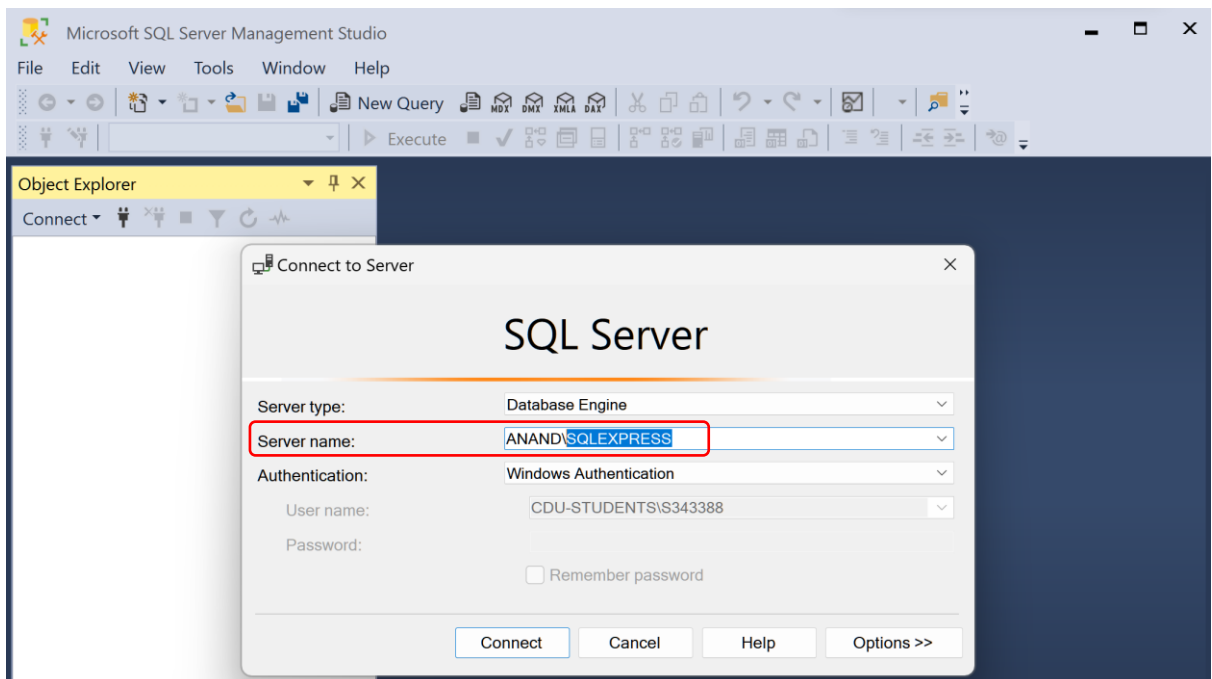 Microsoft SQL Server Management Studio
File Edit View Tools Window Help
New Query MDX DMX XMLA DAX
Execute
Object Explorer
Connect
Connect to Server
SQL Server
Server type: Database Engine
Server name: ANAND\SQLEXPRESS
Authentication: Windows Authentication
User name: CDU-STUDENTS\S343388
Password:
Remember password
Connect Cancel Help Options >>